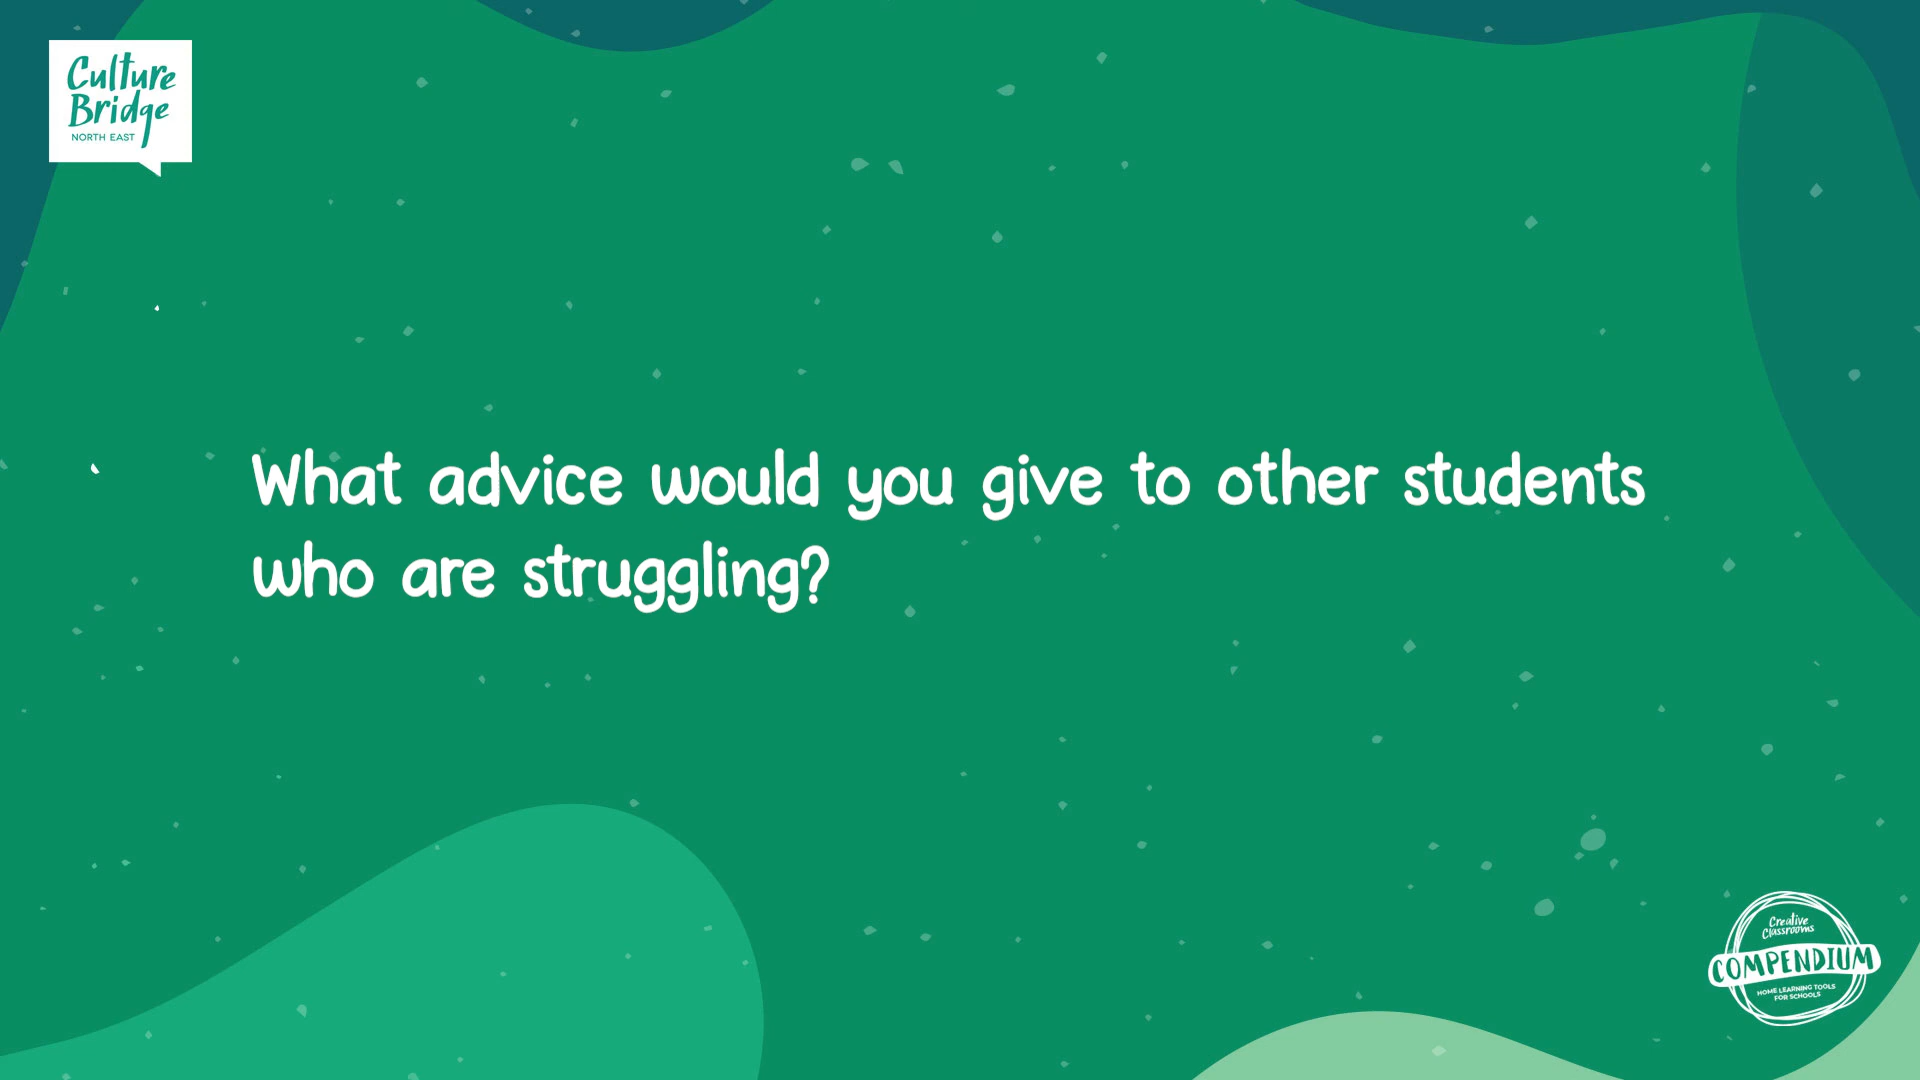 Culture
Bridge
NORTH EAST
What advice would you give to other students
who are struggling?
Creative
Classrooms
COMPENDIUM
HOME LEARNING TOOLS
FOR SCHOOLS